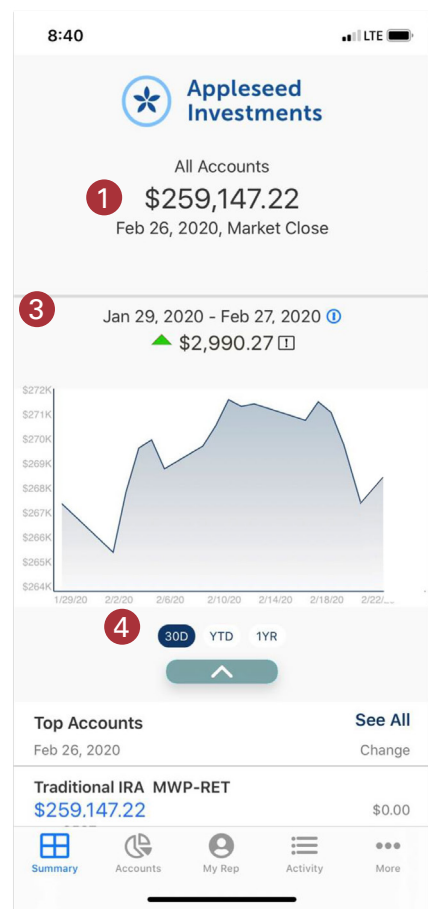 8:40
LTE
Appleseed
Investments
All Accounts
1
$259,147.22
Feb 26, 2020, Market Close
3
Jan 29, 2020 - Feb 27, 2020
$2,990.27
$272K
$271K
$270K
$269K
$268K
$267K
$266K
$265K
$264K
1/29/20 2/2/20 2/6/20 2/10/20 2/14/20 2/18/20 2/22/...
4
30D YTD 1YR
Top Accounts See All
Feb 26, 2020 Change
Traditional IRA MWP-RET
$259,147.22 $0.00
Summary Accounts My Rep Activity More